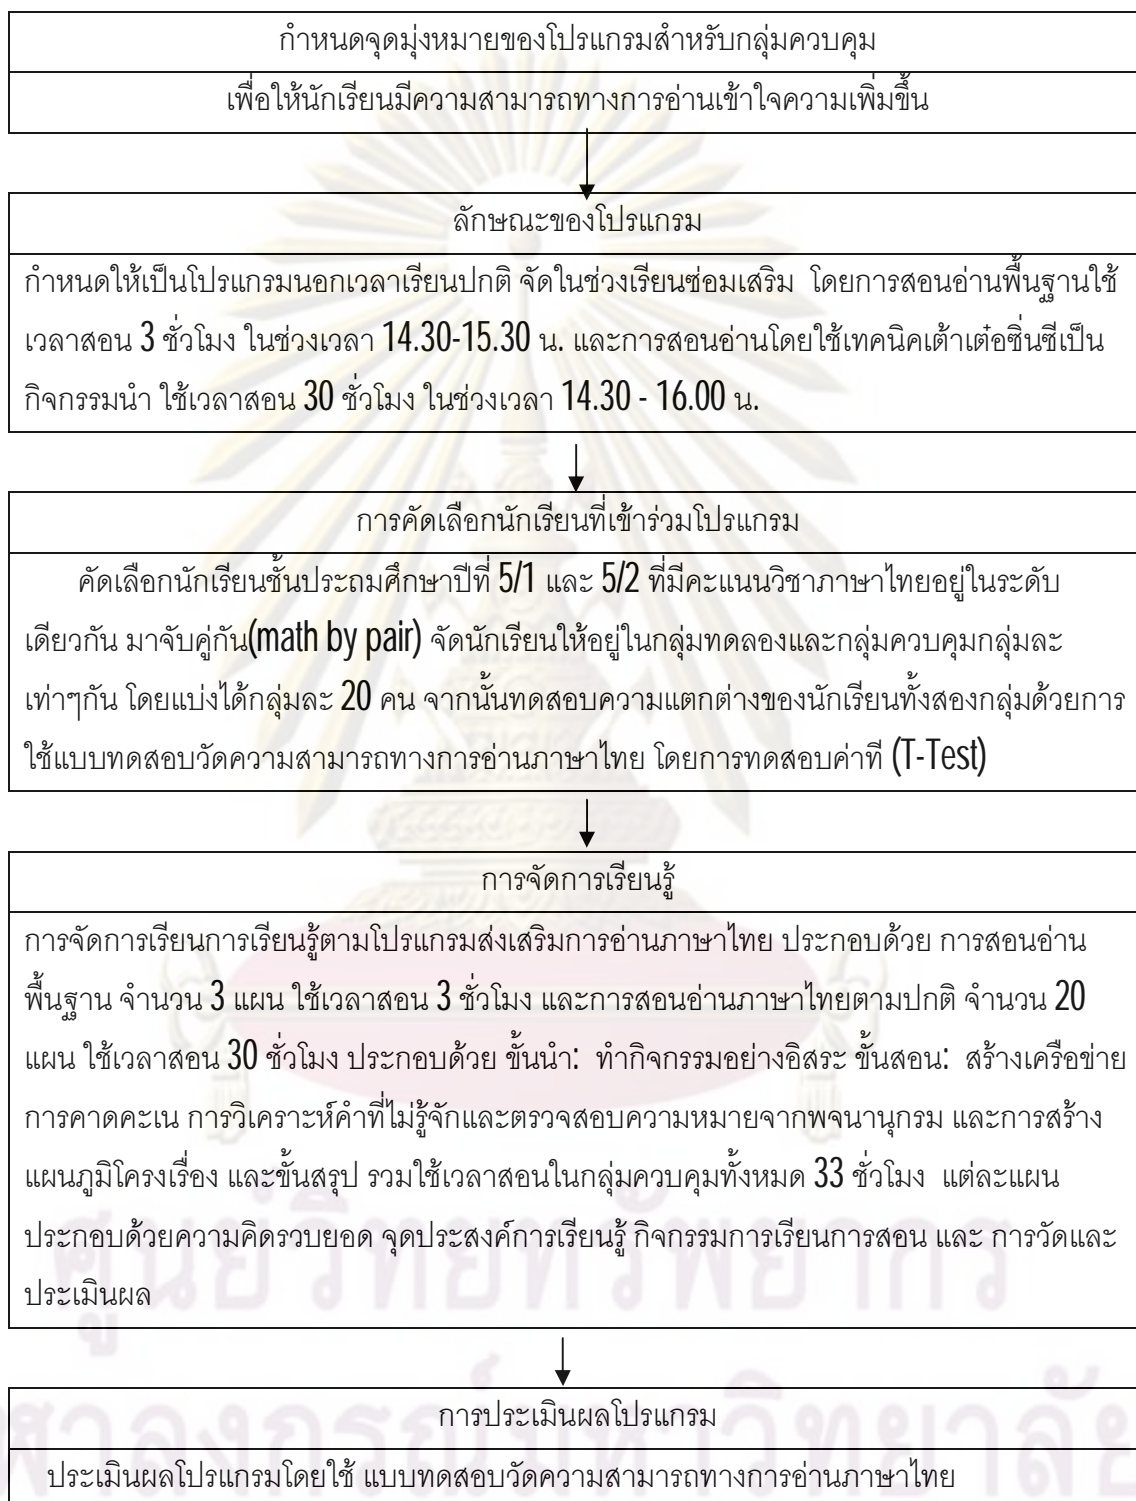 กำหนดจุดมุ่งหมายของโปรแกรมสำหรับกลุ่มควบคุม
เพื่อให้นักเรียนมีความสามารถทางการอ่านเข้าใจความเพิ่มขึ้น
ลักษณะของโปรแกรม
กำหนดให้เป็นโปรแกรมนอกเวลาเรียนปกติ จัดในช่วงเรียนซ่อมเสริม โดยการสอนอ่านพื้นฐานใช้
เวลาสอน 3 ชั่วโมง ในช่วงเวลา 14.30-15.30 น. และการสอนอ่านโดยใช้เทคนิคเต้าเต๋อซิ่นซีเป็น
กิจกรรมนำ ใช้เวลาสอน 30 ชั่วโมง ในช่วงเวลา 14.30 - 16.00 น.
การคัดเลือกนักเรียนที่เข้าร่วมโปรแกรม
คัดเลือกนักเรียนชั้นประถมศึกษาปีที่ 5/1 และ 5/2 ที่มีคะแนนวิชาภาษาไทยอยู่ในระดับ
เดียวกัน มาจับคู่กัน(math by pair) จัดนักเรียนให้อยู่ในกลุ่มทดลองและกลุ่มควบคุมกลุ่มละ
เท่าๆกัน โดยแบ่งได้กลุ่มละ 20 คน จากนั้นทดสอบความแตกต่างของนักเรียนทั้งสองกลุ่มด้วยการ
ใช้แบบทดสอบวัดความสามารถทางการอ่านภาษาไทย โดยการทดสอบค่าที (T-Test)
การจัดการเรียนรู้
การจัดการเรียนการเรียนรู้ตามโปรแกรมส่งเสริมการอ่านภาษาไทย ประกอบด้วย การสอนอ่าน
พื้นฐาน จำนวน 3 แผน ใช้เวลาสอน 3 ชั่วโมง และการสอนอ่านภาษาไทยตามปกติ จำนวน 20
แผน ใช้เวลาสอน 30 ชั่วโมง ประกอบด้วย ขั้นนำ: ทำกิจกรรมอย่างอิสระ ขั้นสอน: สร้างเครือข่าย
การคาดคะเน การวิเคราะห์คำที่ไม่รู้จักและตรวจสอบความหมายจากพจนานุกรม และการสร้าง
แผนภูมิโครงเรื่อง และขั้นสรุป รวมใช้เวลาสอนในกลุ่มควบคุมทั้งหมด 33 ชั่วโมง แต่ละแผน
ประกอบด้วยความคิดรวบยอด จุดประสงค์การเรียนรู้ กิจกรรมการเรียนการสอน และ การวัดและ
ประเมินผล
ศูนย์วิทยทรัพยากร
การประเมินผลโปรแกรม
ประเมินผลโปรแกรมโดยใช้ แบบทดสอบวัดความสามารถทางการอ่านภาษาไทย